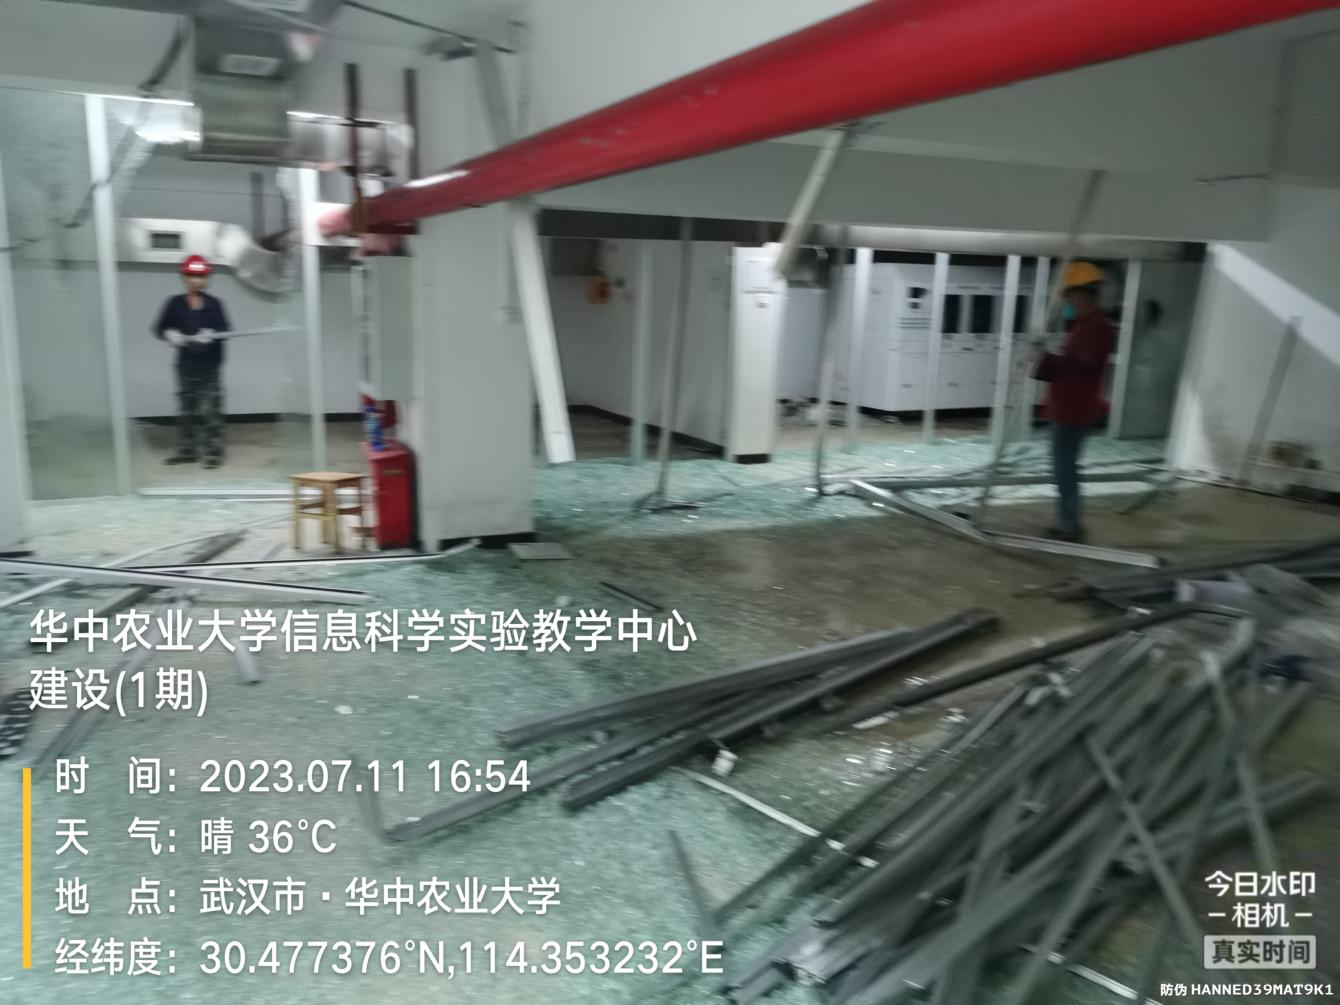 华中农业大学信息科学实验教学中心
建设(1期)
时 间：2023.07.11 16:54
天 气：晴 36°C
地 点：武汉市·华中农业大学
经纬度：30.477376°N,114.353232°E
今日水印
-相机-
真实时间
防伪 HANNED39MAT9K1